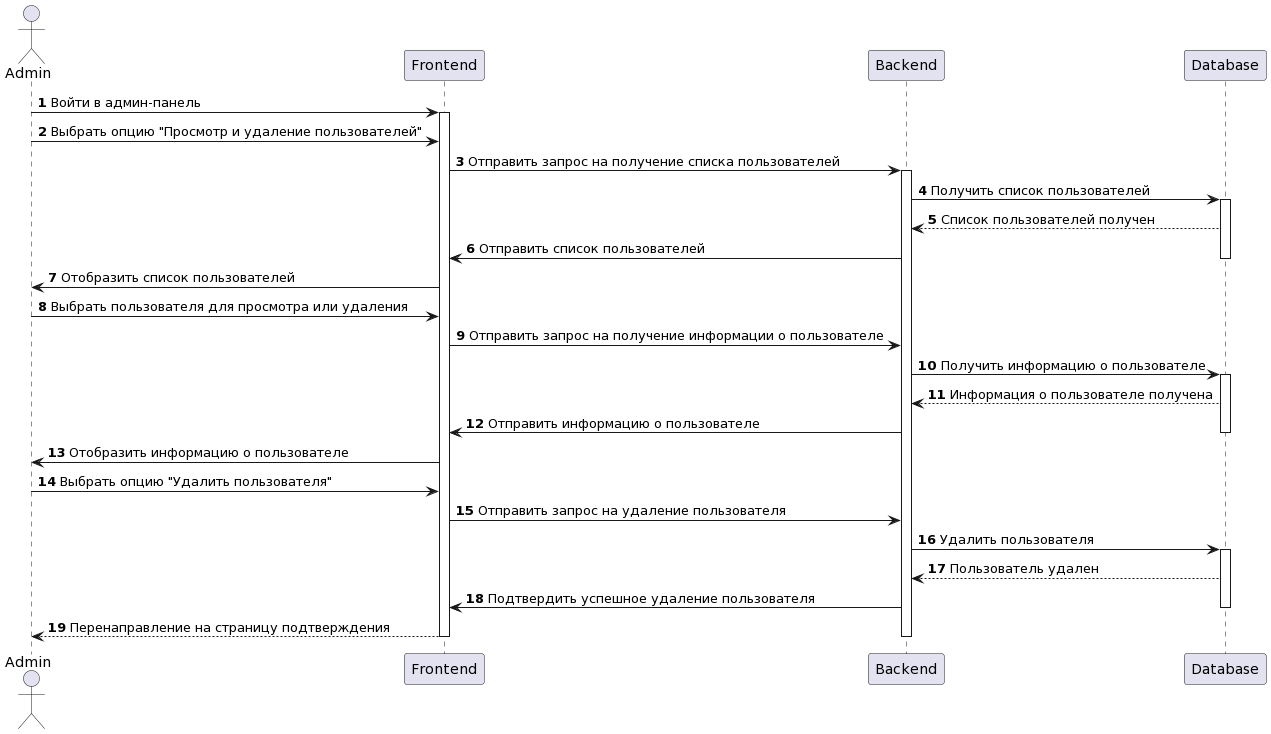 Admin
Frontend
Backend
Database
1 Войти в админ-панель
2 Выбрать опцию "Просмотр и удаление пользователей"
3 Отправить запрос на получение списка пользователей
4 Получить список пользователей
5 Список пользователей получен
6 Отправить список пользователей
7 Отобразить список пользователей
8 Выбрать пользователя для просмотра или удаления
9 Отправить запрос на получение информации о пользователе
10 Получить информацию о пользователе
11 Информация о пользователе получена
12 Отправить информацию о пользователе
13 Отобразить информацию о пользователе
14 Выбрать опцию "Удалить пользователя"
15 Отправить запрос на удаление пользователя
16 Удалить пользователя
17 Пользователь удален
18 Подтвердить успешное удаление пользователя
19 Перенаправление на страницу подтверждения
Admin
Frontend
Backend
Database